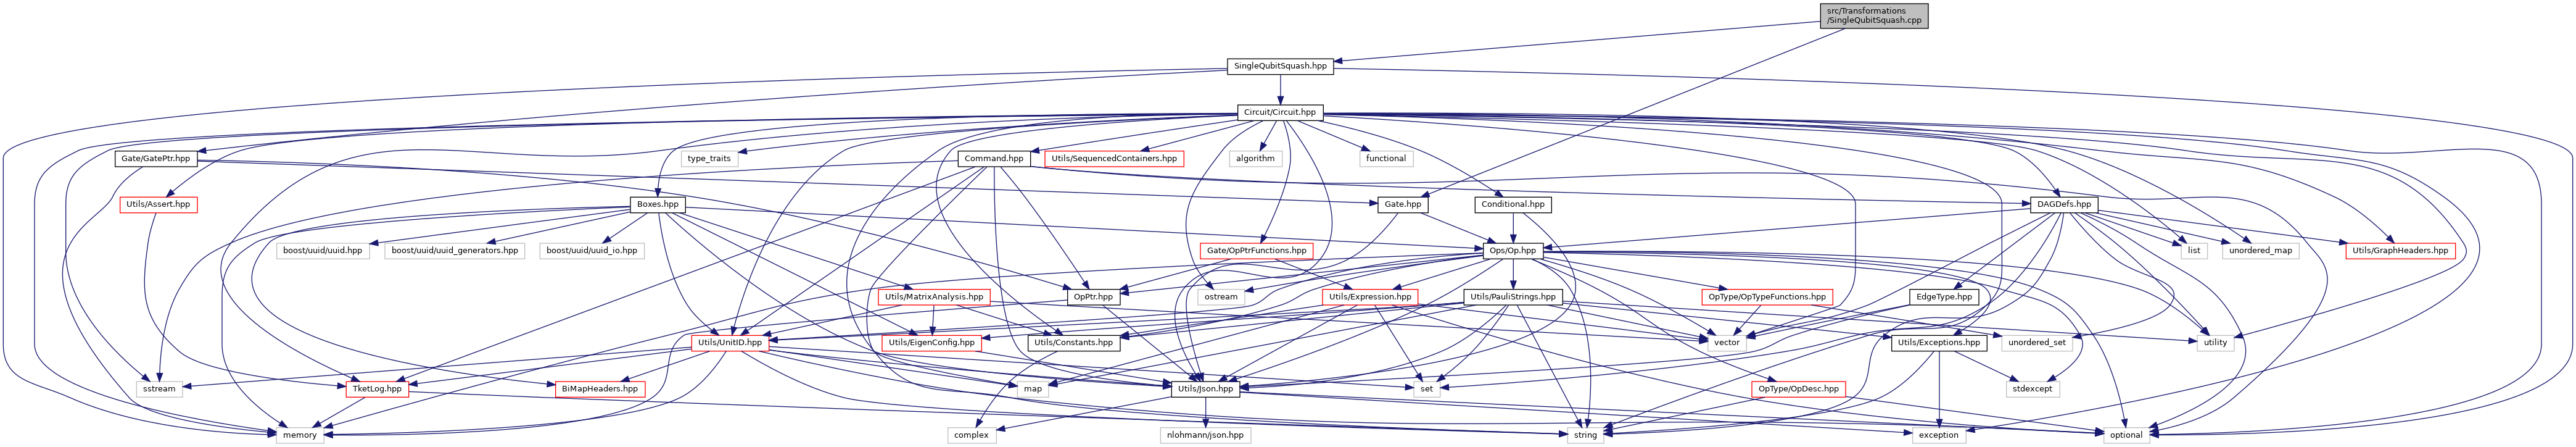 src/Transformations
/SingleQubitSquash.cpp
SingleQubitSquash.hpp
Circuit/Circuit.hpp
Gate/GatePtr.hpp
type_traits
Command.hpp
Utils/SequencedContainers.hpp
algorithm
functional
Utils/Assert.hpp
Boxes.hpp
Gate.hpp
Conditional.hpp
DAGDefs.hpp
boost/uuid/uuid.hpp
boost/uuid/uuid_generators.hpp
boost/uuid/uuid_io.hpp
Gate/OpPtrFunctions.hpp
Ops/Op.hpp
list
unordered_map
Utils/GraphHeaders.hpp
Utils/MatrixAnalysis.hpp
OpPtr.hpp
ostream
Utils/Expression.hpp
Utils/PauliStrings.hpp
OpType/OpTypeFunctions.hpp
EdgeType.hpp
Utils/UnitID.hpp
Utils/EigenConfig.hpp
Utils/Constants.hpp
vector
Utils/Exceptions.hpp
unordered_set
utility
sstream
TketLog.hpp
BiMapHeaders.hpp
map
Utils/Json.hpp
set
OpType/OpDesc.hpp
stdexcept
memory
complex
nlohmann/json.hpp
string
exception
optional